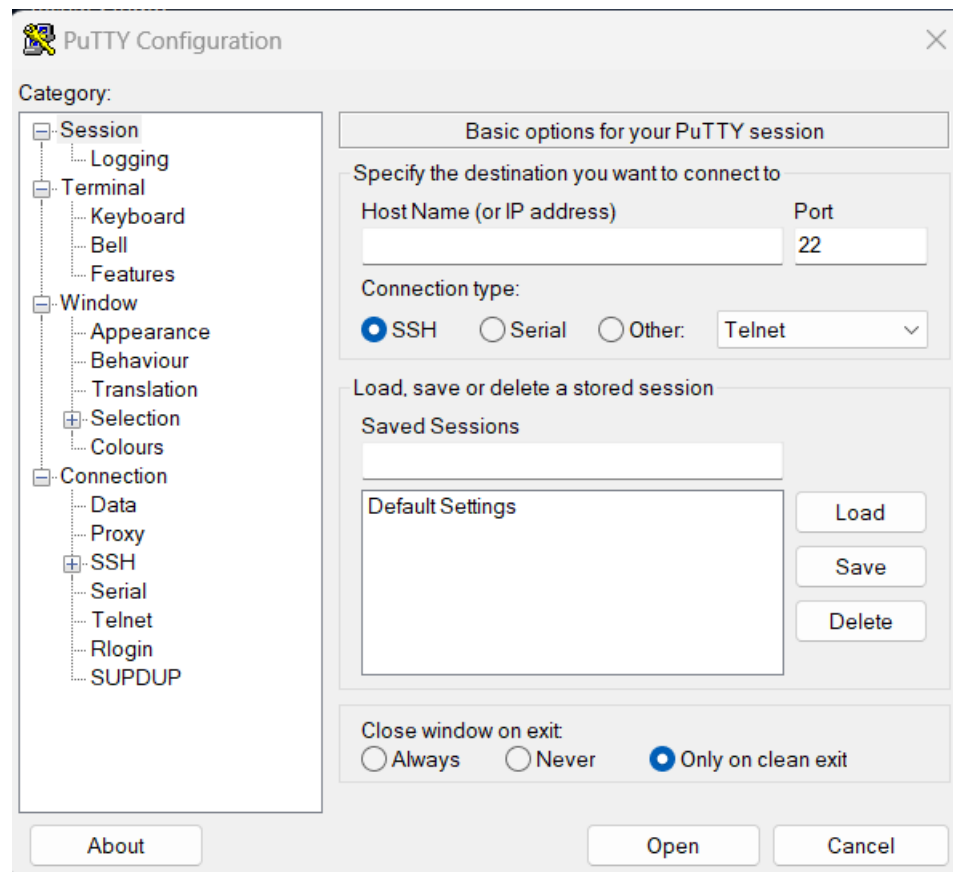 PuTTY Configuration
Category:
Session
Logging
Terminal
Keyboard
Bell
Features
Window
Appearance
Behaviour
Translation
Selection
Colours
Connection
Data
Proxy
SSH
Serial
Telnet
Rlogin
SUPDUP
Basic options for your PuTTY session
Specify the destination you want to connect to
Host Name (or IP address) Port
22
Connection type:
SSH Serial Other: Telnet
Load, save or delete a stored session
Saved Sessions
Default Settings
Load
Save
Delete
Close window on exit:
Always Never Only on clean exit
About Open Cancel